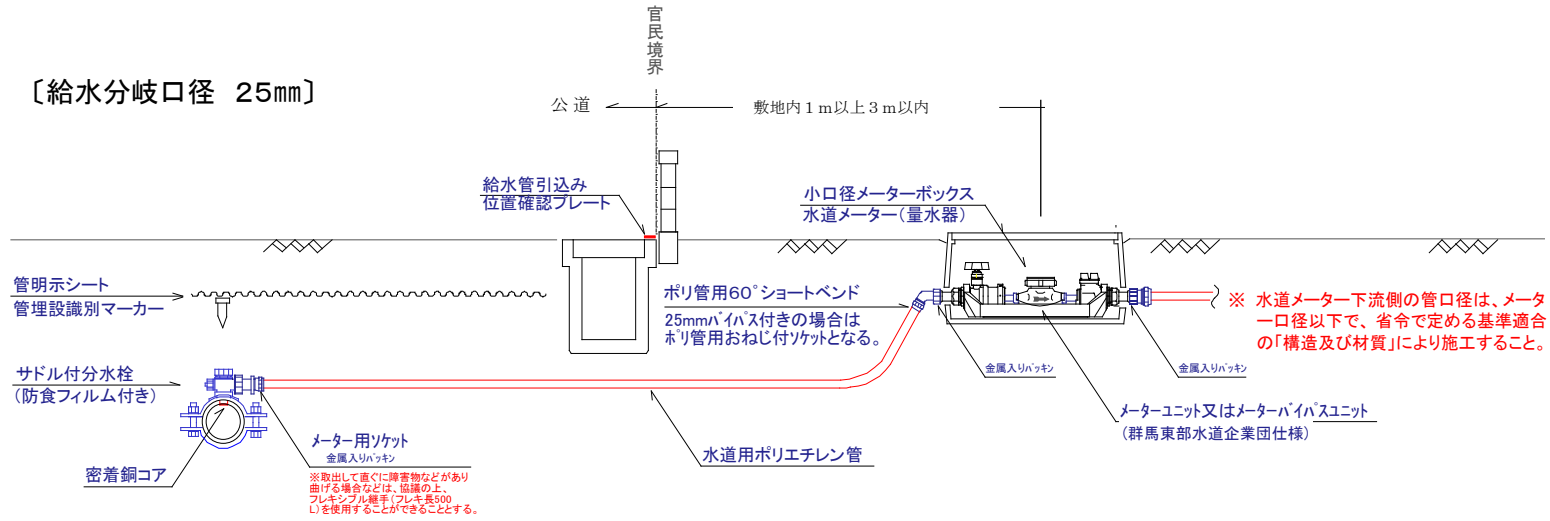 官民境界
〔給水分岐口径 25㎜〕
公 道
敷地内１ｍ以上３ｍ以内
給水管引込み
位置確認プレート
小口径メーターボックス
水道メーター（量水器）
管明示シート
管埋設識別マーカー
ポリ管用60°ショートベンド
25mmバイパス付きの場合は
ポリ管用おねじ付ソケットとなる。
※ 水道メーター下流側の管口径は、メータ
ー口径以下で、省令で定める基準適合
の「構造及び材質」により施工すること。
金属入りパッキン
金属入りパッキン
サドル付分水栓
（防食フィルム付き）
メーターユニット又はメーターバイパスユニット
（群馬東部水道企業団仕様）
メーター用ソケット
金属入りパッキン
水道用ポリエチレン管
密着銅コア
※取出して直ぐに障害物などがあり
曲げる場合などは、協議の上、
フレキシブル継手（フレキ長500
L）を使用することができることとする。